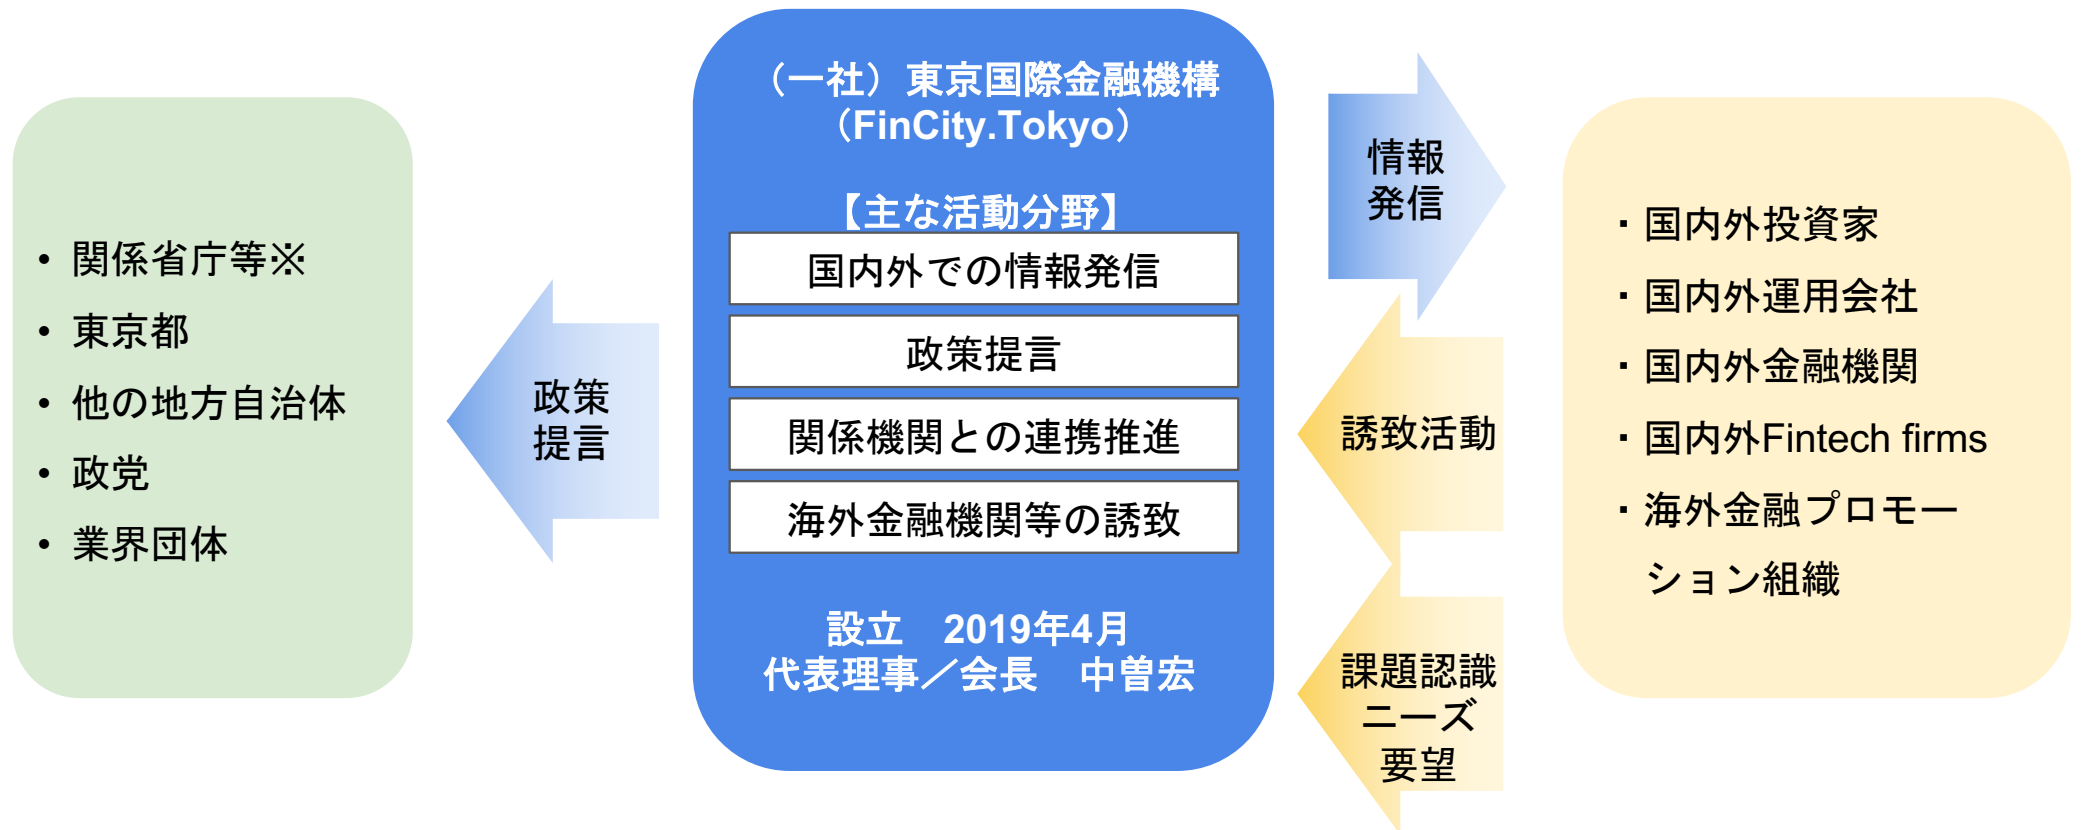 ・関係省庁等※
・東京都
・他の地方自治体
・政党
・業界団体
政策
提言
（一社）東京国際金融機構
（FinCity.Tokyo）
【主な活動分野】
国内外での情報発信
政策提言
関係機関との連携推進
海外金融機関等の誘致
設立　2019年4月
代表理事／会長　中曽宏
情報
発信
誘致活動
課題認識
ニーズ
要望
・国内外投資家
・国内外運用会社
・国内外金融機関
・国内外Fintech firms
・海外金融プロモー
ション組織